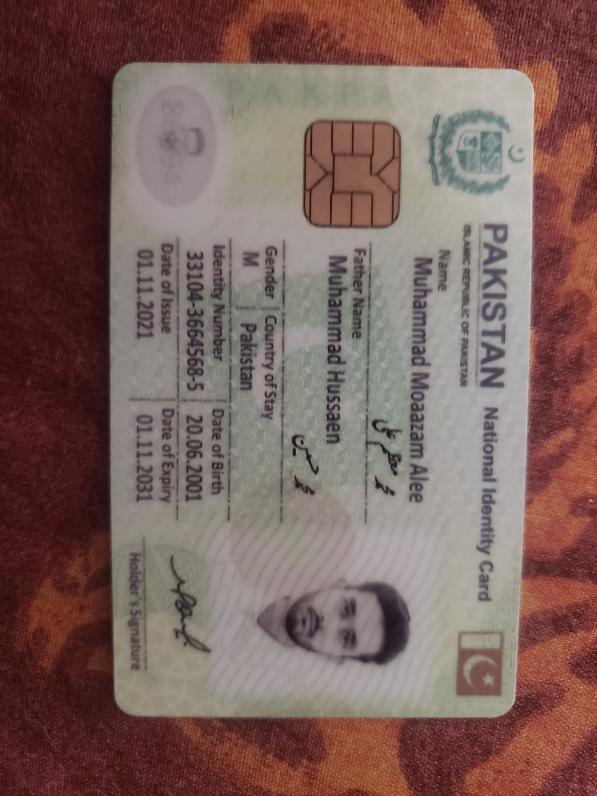 PAKISTAN National Identity Card
ISLAMIC REPUBLIC OF PAKISTAN
Name
Muhammad Moaazam Alee
محمد معظم علی
Father Name
Muhammad Hussaen
محمد حسین
Gender Country of Stay
M Pakistan
Identity Number Date of Birth
33104-3664568-5 20.06.2001
Date of Issue Date of Expiry
01.11.2021 01.11.2031
Holder's Signature